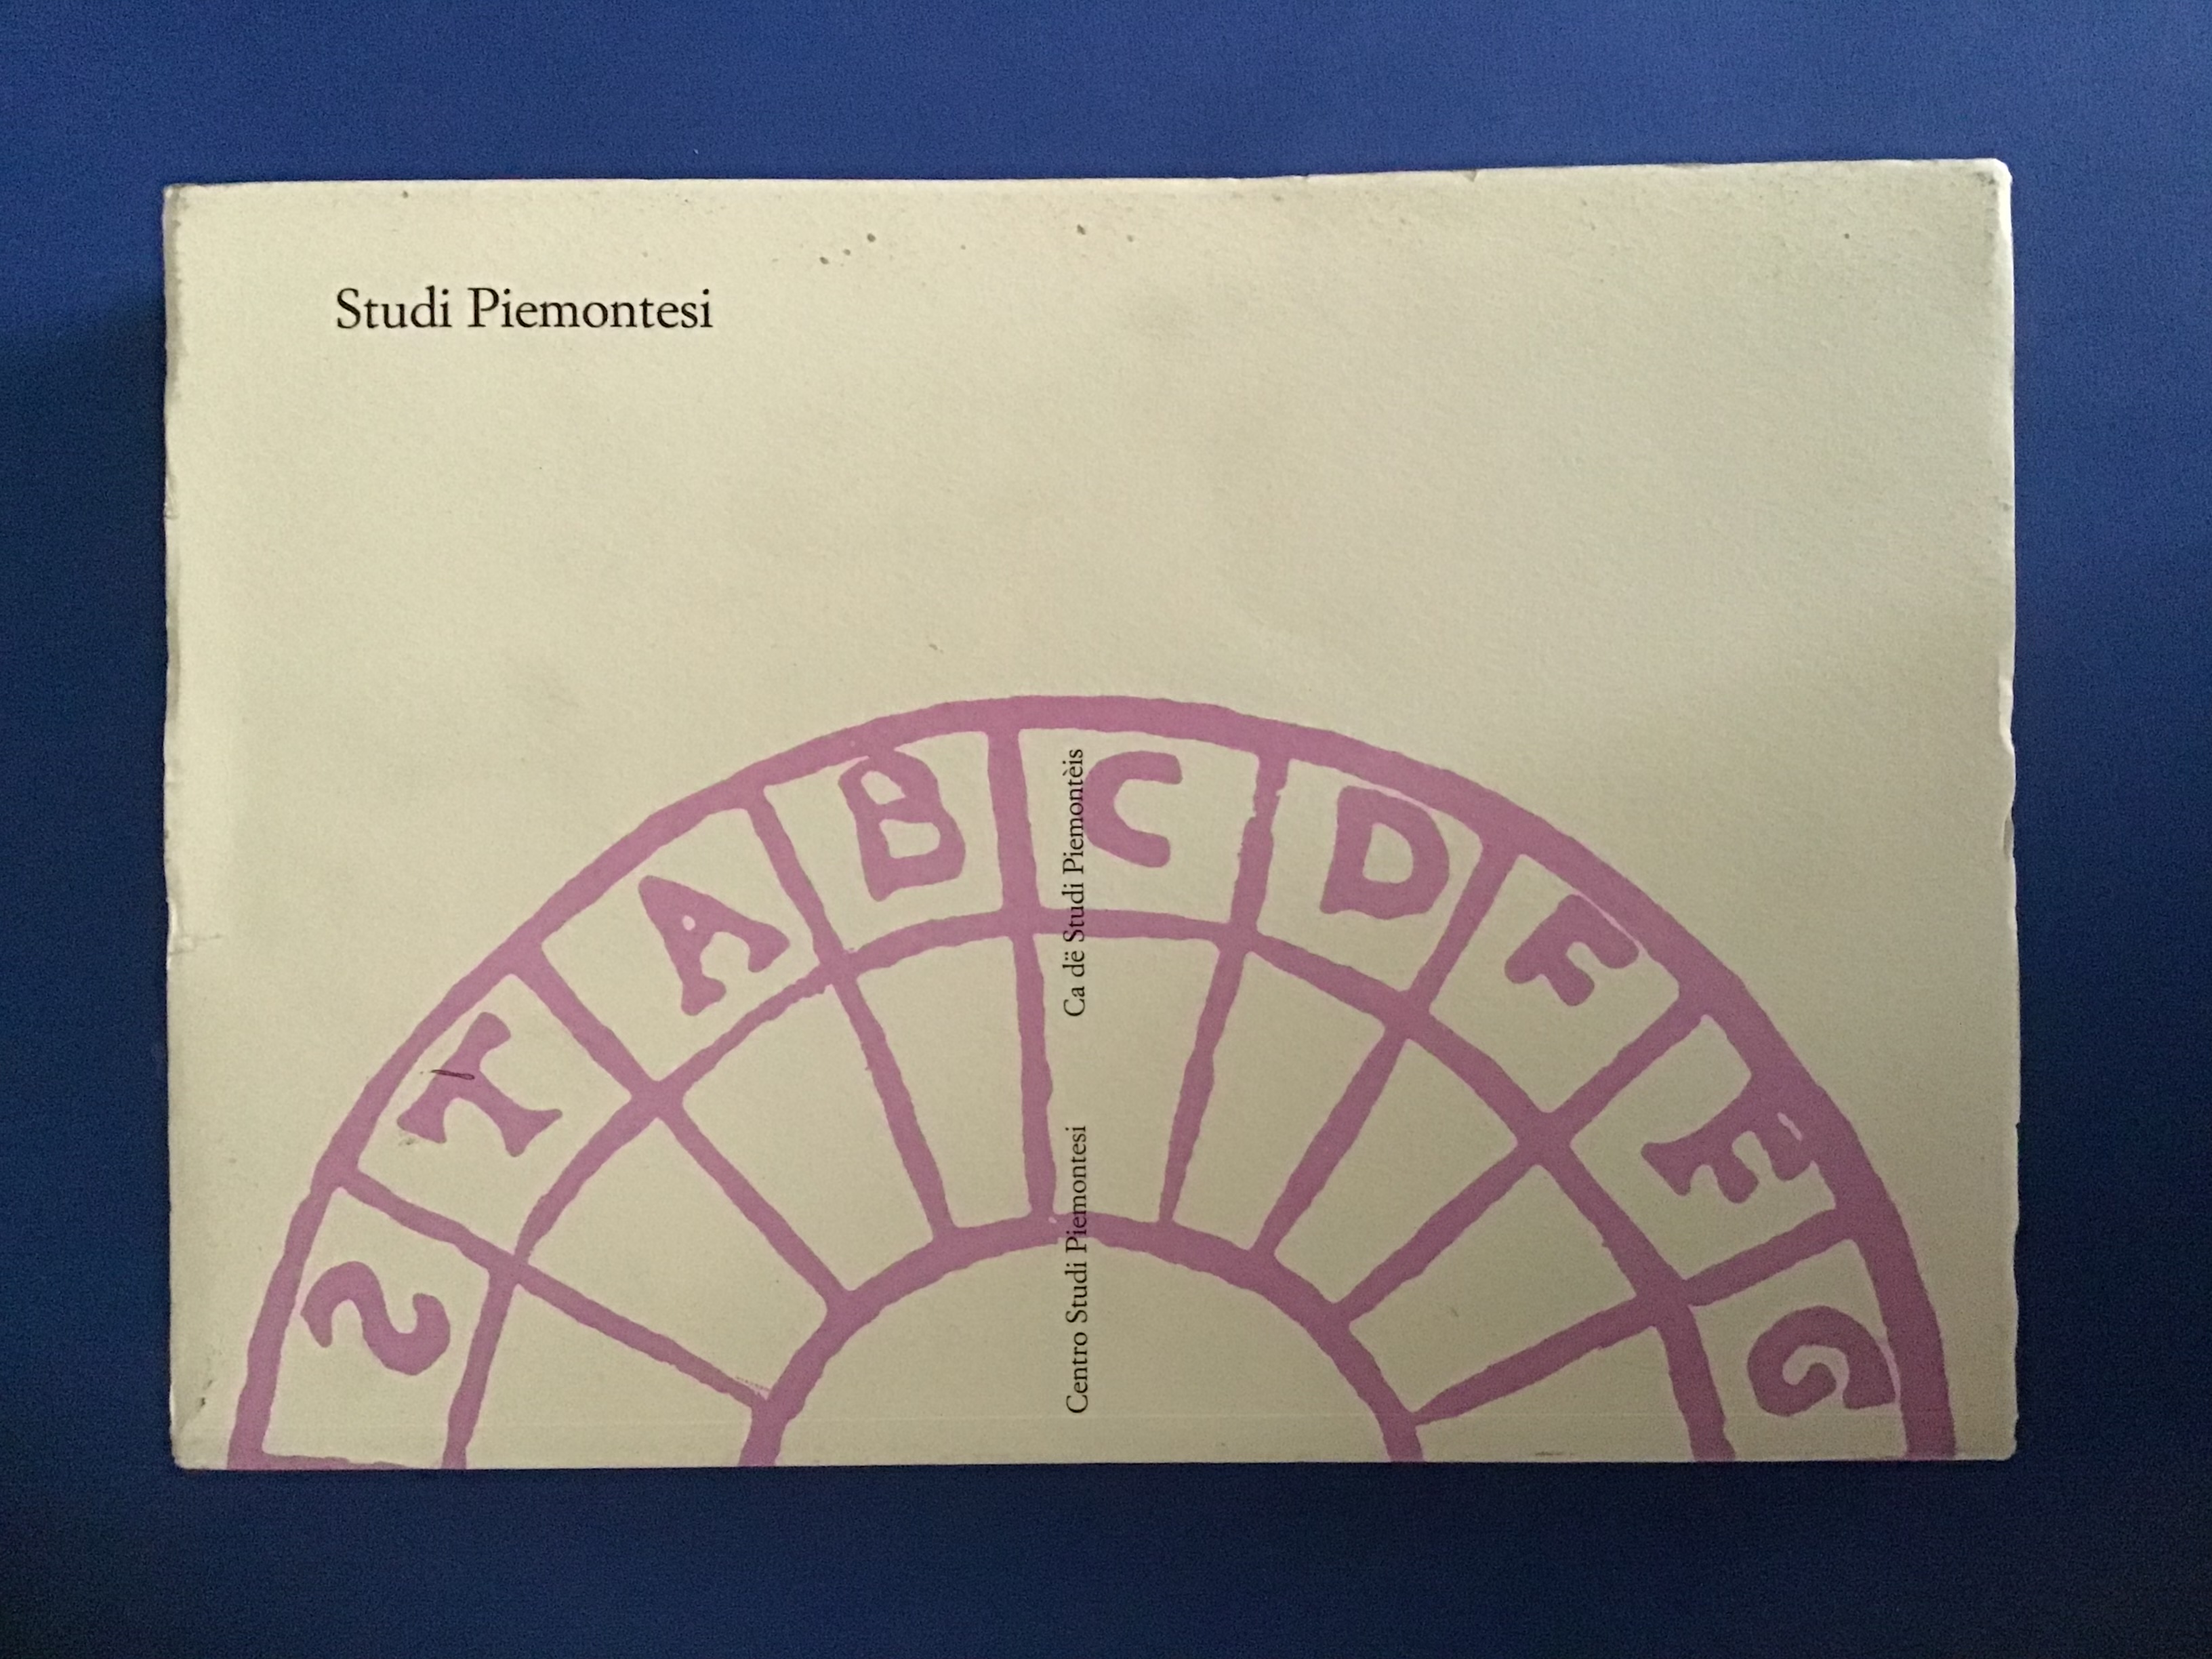 Studi Piemontesi
S T A B C D F E G
Centro Studi Piemontesi
Ca dë Studi Piemontèis